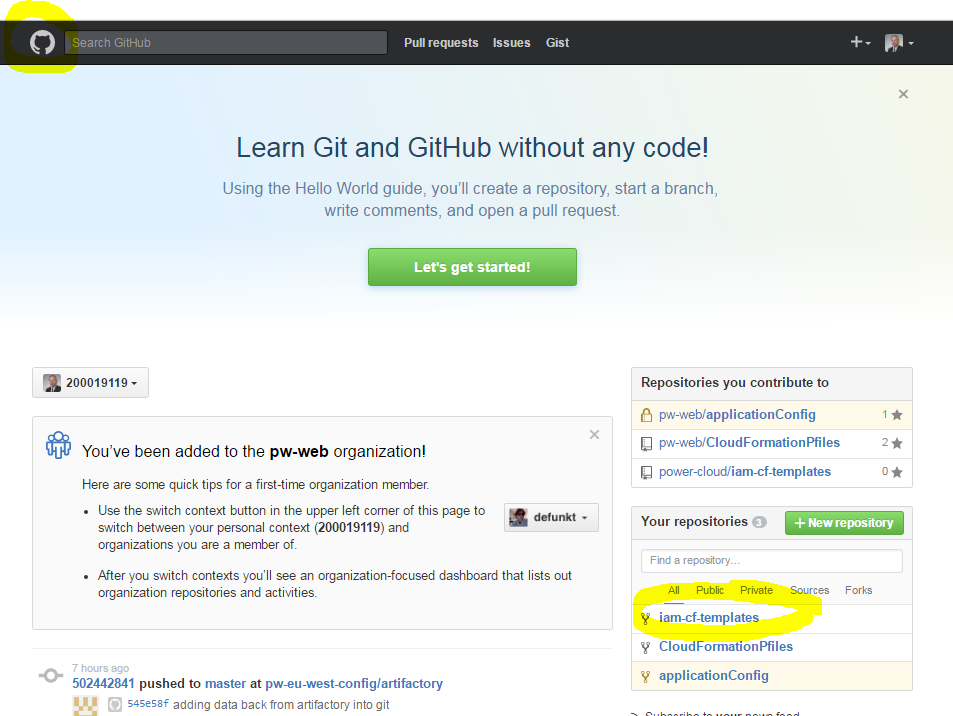 Search GitHub Pull requests Issues Gist
Learn Git and GitHub without any code!
Using the Hello World guide, you’ll create a repository, start a branch,
write comments, and open a pull request.
Let's get started!
200019119
You’ve been added to the pw-web organization!
Here are some quick tips for a first-time organization member.
Use the switch context button in the upper left corner of this page to
switch between your personal context (200019119) and
organizations you are a member of.
defunkt
After you switch contexts you’ll see an organization-focused dashboard that lists out
organization repositories and activities.
7 hours ago
502442841 pushed to master at pw-eu-west-config/artifactory
545e58f adding data back from artifactory into git
Repositories you contribute to
pw-web/applicationConfig 1
pw-web/CloudFormationPfiles 2
power-cloud/iam-cf-templates 0
Your repositories 3 New repository
Find a repository…
All Public Private Sources Forks
iam-cf-templates
CloudFormationPfiles
applicationConfig
Subscribe to your news feed